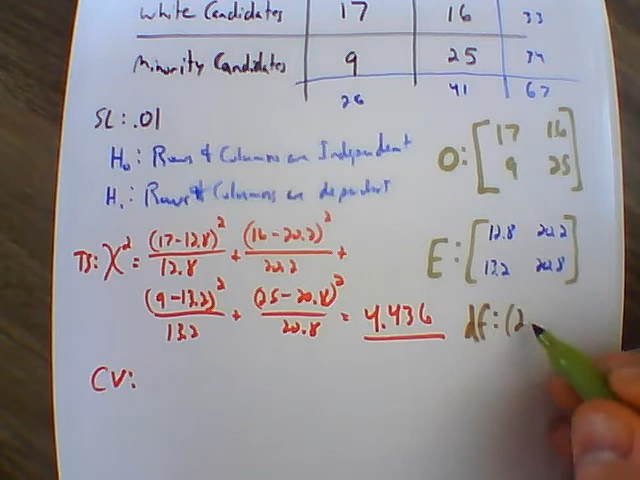 White Candidates 17 16 33
Minority Candidates 9 25 34
26 41 67
SL: .01
H₀: Rows & Columns are Independent
H₁: Rows & Columns are dependent
O: [17 16
9 25]
E: [12.8 20.2
13.2 20.8]
TS: χ² = (17-12.8)²/12.8 + (16-20.2)²/20.2 +
(9-13.2)²/13.2 + (25-20.8)²/20.8 = 4.436
df: (2
CV: